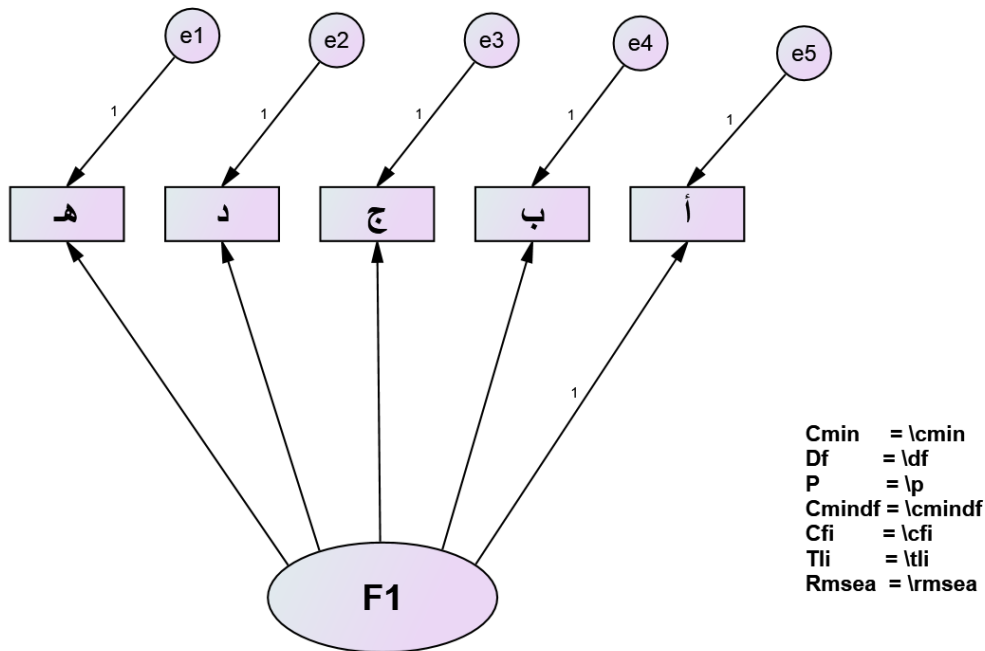 e1 e2 e3 e4 e5
1 1 1 1 1
هـ د ج ب أ
1
F1
Cmin = \cmin
Df = \df
P = \p
Cmindf = \cmindf
Cfi = \cfi
Tli = \tli
Rmsea = \rmsea